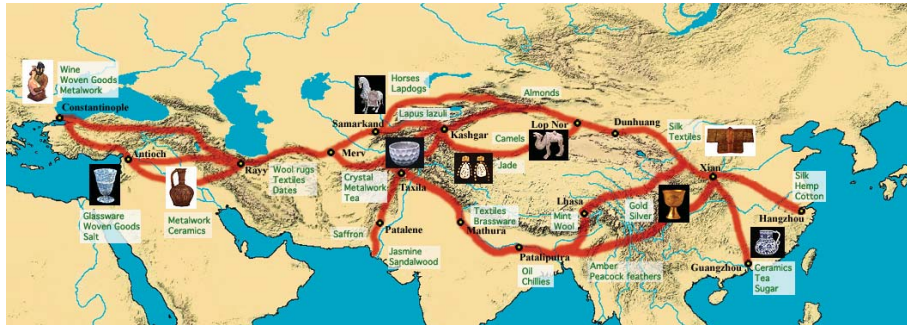 Wine
Woven Goods
Metalwork
Constantinople
Antioch
Glassware
Woven Goods
Salt
Metalwork
Ceramics
Rayy
Wool rugs
Textiles
Dates
Merv
Samarkand
Horses
Lapdogs
Lapus lazuli
Kashgar
Almonds
Camels
Jade
Lop Nor
Dunhuang
Silk
Textiles
Crystal
Metalwork
Tea
Taxila
Saffron
Patalene
Jasmine
Sandalwood
Mathura
Textiles
Brassware
Pataliputra
Oil
Chillies
Lhasa
Mint
Wool
Gold
Silver
Amber
Peacock feathers
Xian
Silk
Hemp
Cotton
Hangzhou
Guangzhou
Ceramics
Tea
Sugar